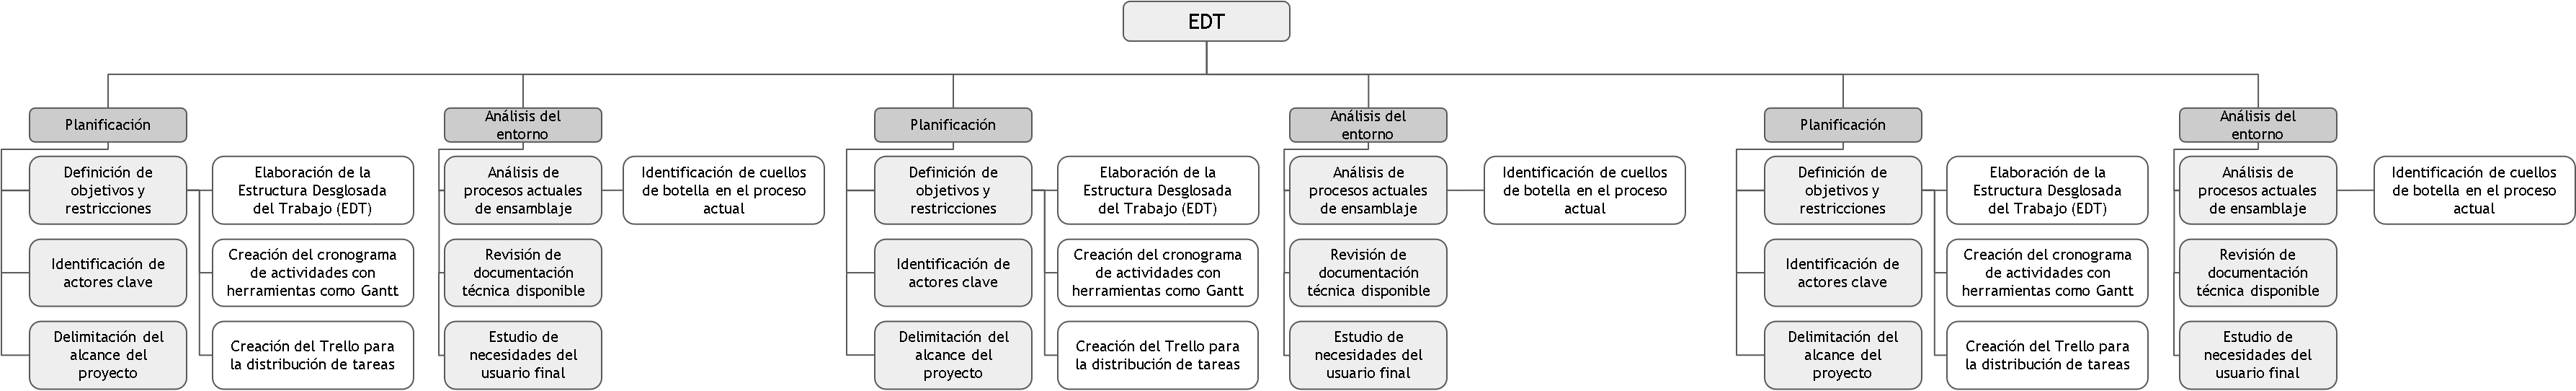 EDT
Planificación
Definición de
objetivos y
restricciones
Elaboración de la
Estructura Desglosada
del Trabajo (EDT)
Identificación de
actores clave
Creación del cronograma
de actividades con
herramientas como Gantt
Delimitación del
alcance del
proyecto
Creación del Trello para
la distribución de tareas
Análisis del
entorno
Análisis de
procesos actuales
de ensamblaje
Identificación de cuellos
de botella en el proceso
actual
Revisión de
documentación
técnica disponible
Estudio de
necesidades del
usuario final
Planificación
Definición de
objetivos y
restricciones
Elaboración de la
Estructura Desglosada
del Trabajo (EDT)
Identificación de
actores clave
Creación del cronograma
de actividades con
herramientas como Gantt
Delimitación del
alcance del
proyecto
Creación del Trello para
la distribución de tareas
Análisis del
entorno
Análisis de
procesos actuales
de ensamblaje
Identificación de cuellos
de botella en el proceso
actual
Revisión de
documentación
técnica disponible
Estudio de
necesidades del
usuario final
Planificación
Definición de
objetivos y
restricciones
Elaboración de la
Estructura Desglosada
del Trabajo (EDT)
Identificación de
actores clave
Creación del cronograma
de actividades con
herramientas como Gantt
Delimitación del
alcance del
proyecto
Creación del Trello para
la distribución de tareas
Análisis del
entorno
Análisis de
procesos actuales
de ensamblaje
Identificación de cuellos
de botella en el proceso
actual
Revisión de
documentación
técnica disponible
Estudio de
necesidades del
usuario final